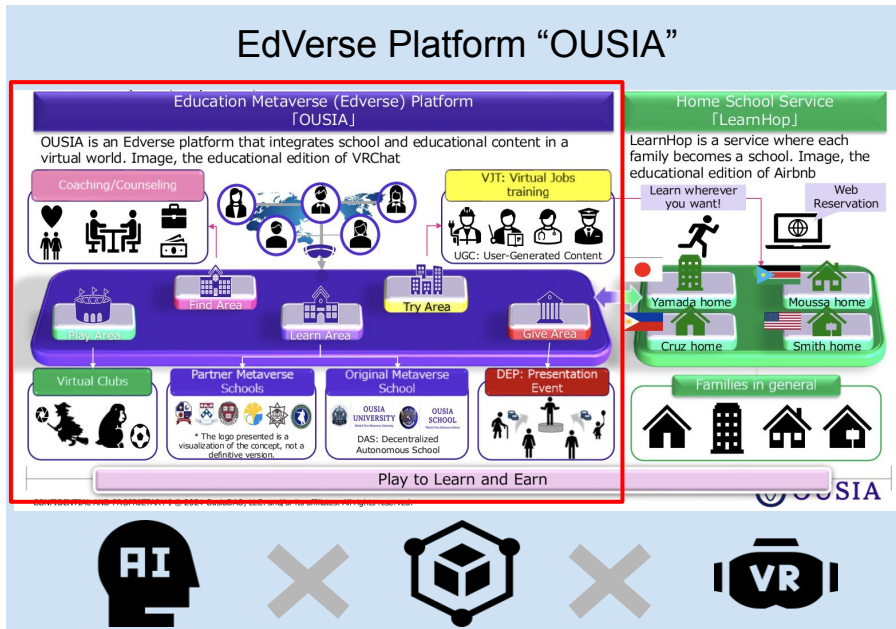 EdVerse Platform “OUSIA”
Education Metaverse (Edverse) Platform
「OUSIA」
OUSIA is an Edverse platform that integrates school and educational content in a
virtual world. Image, the educational edition of VRChat
Coaching/Counseling
VJT: Virtual Jobs
training
UGC: User-Generated Content
Play Area
Find Area
Learn Area
Try Area
Give Area
Virtual Clubs
Partner Metaverse
Schools
* The logo presented is a
visualization of the concept, not a
definitive version.
Original Metaverse
School
OUSIA
UNIVERSITY
OUSIA
SCHOOL
DAS: Decentralized
Autonomous School
DEP: Presentation
Event
Home School Service
「LearnHop」
LearnHop is a service where each
family becomes a school. Image, the
educational edition of Airbnb
Learn wherever
you want!
Web
Reservation
Yamada home
Moussa home
Cruz home
Smith home
Families in general
Play to Learn and Earn
OUSIA
AI
VR